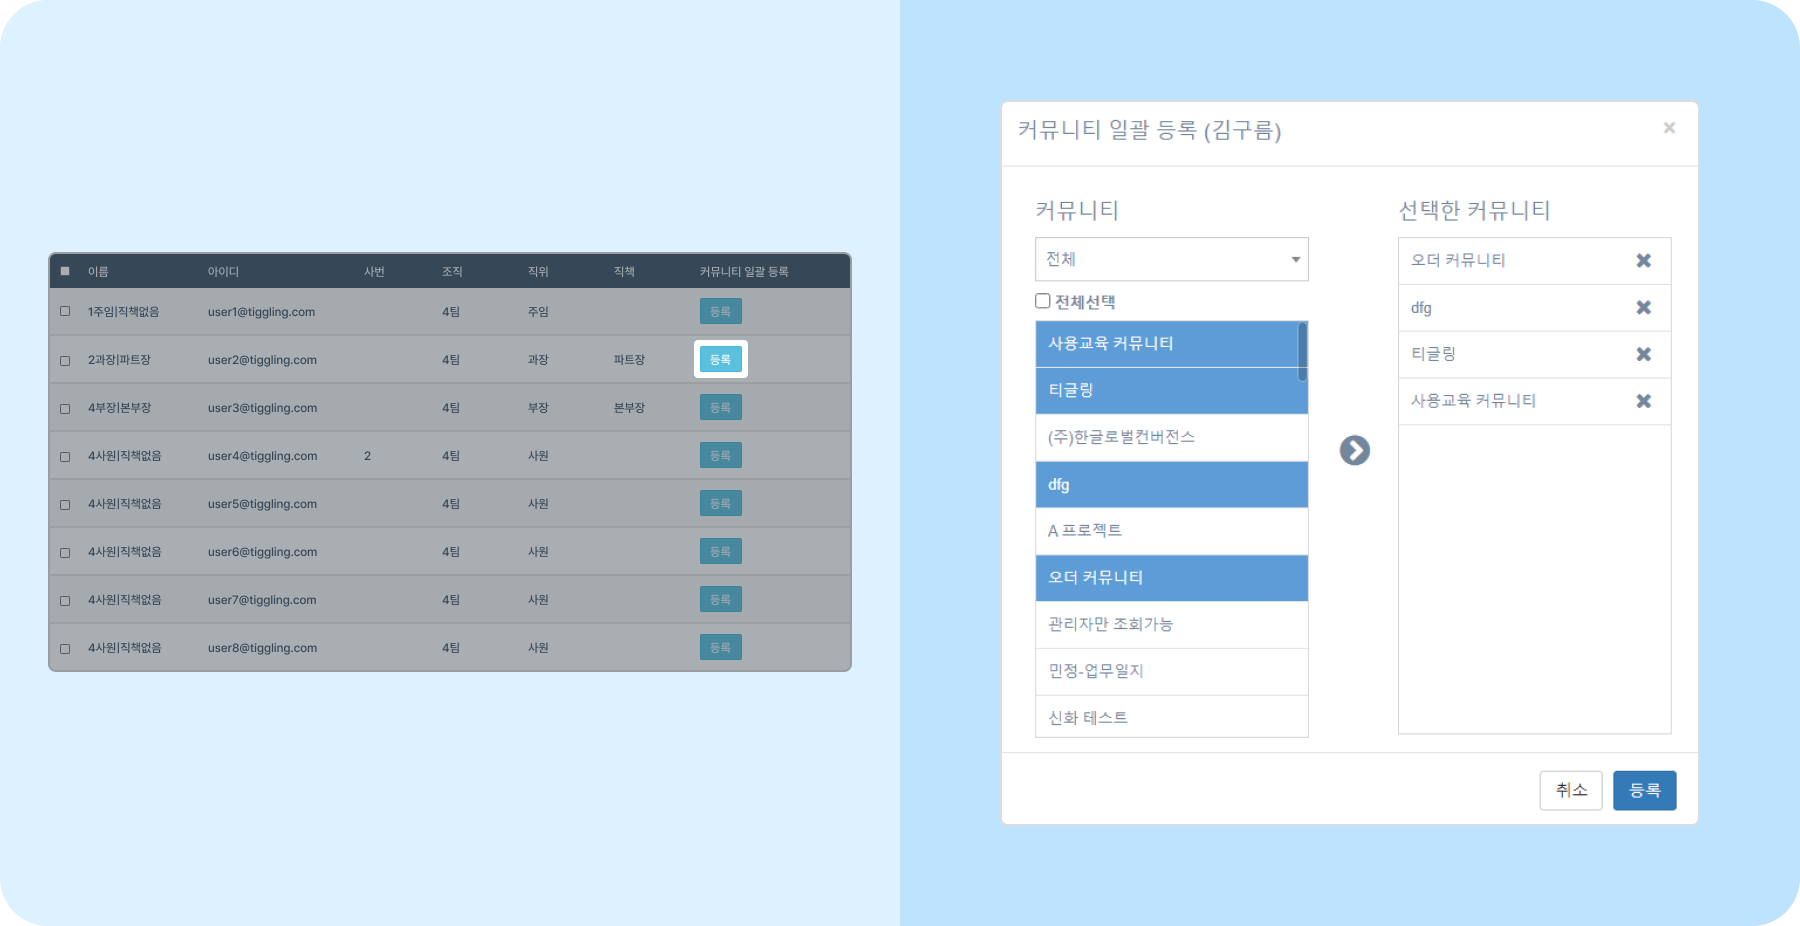 이름 아이디 사번 조직 직위 직책 커뮤니티 일괄 등록
1주임|직책없음 user1@tiggling.com 4팀 주임 등록
2과장|파트장 user2@tiggling.com 4팀 과장 파트장 등록
4부장|본부장 user3@tiggling.com 4팀 부장 본부장 등록
4사원|직책없음 user4@tiggling.com 2 4팀 사원 등록
4사원|직책없음 user5@tiggling.com 4팀 사원 등록
4사원|직책없음 user6@tiggling.com 4팀 사원 등록
4사원|직책없음 user7@tiggling.com 4팀 사원 등록
4사원|직책없음 user8@tiggling.com 4팀 사원 등록
커뮤니티 일괄 등록 (김구름)
커뮤니티
전체
전체선택
사용교육 커뮤니티
티글링
(주)한글로벌컨버전스
dfg
A 프로젝트
오더 커뮤니티
관리자만 조회가능
민정-업무일지
신화 테스트
선택한 커뮤니티
오더 커뮤니티
dfg
티글링
사용교육 커뮤니티
취소 등록